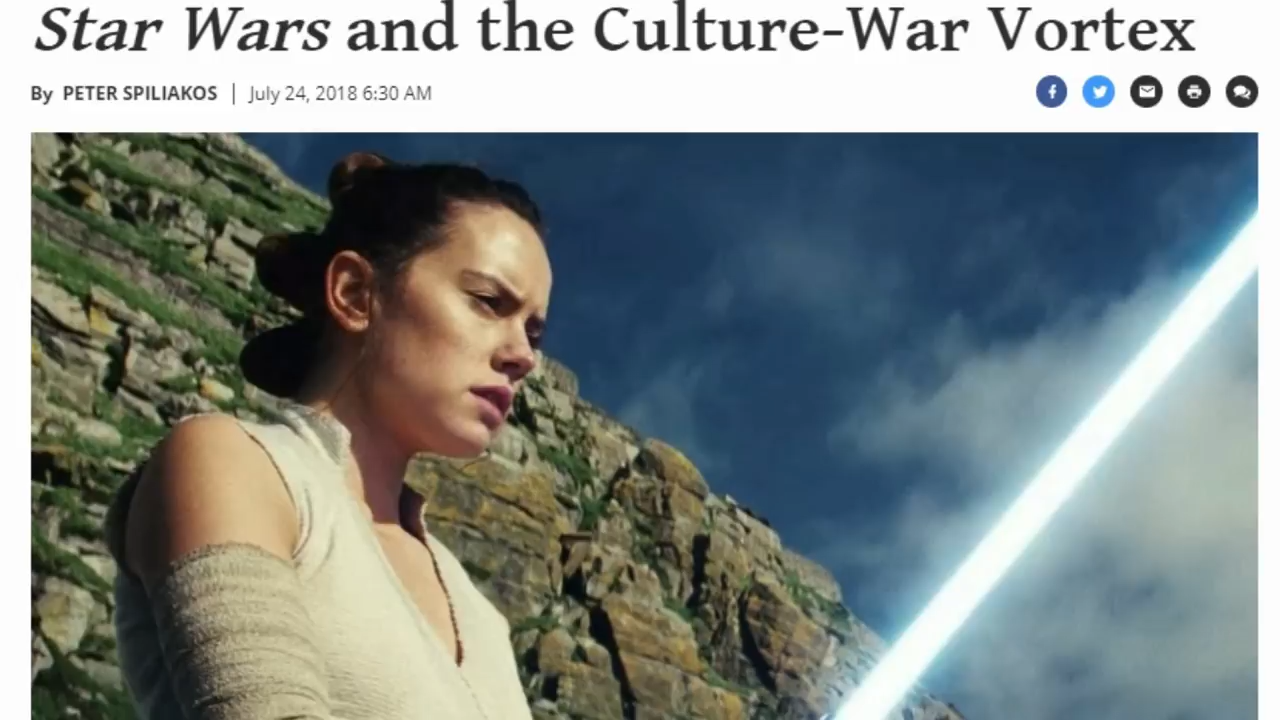 Star Wars and the Culture-War Vortex
By PETER SPILIAKOS | July 24, 2018 6:30 AM